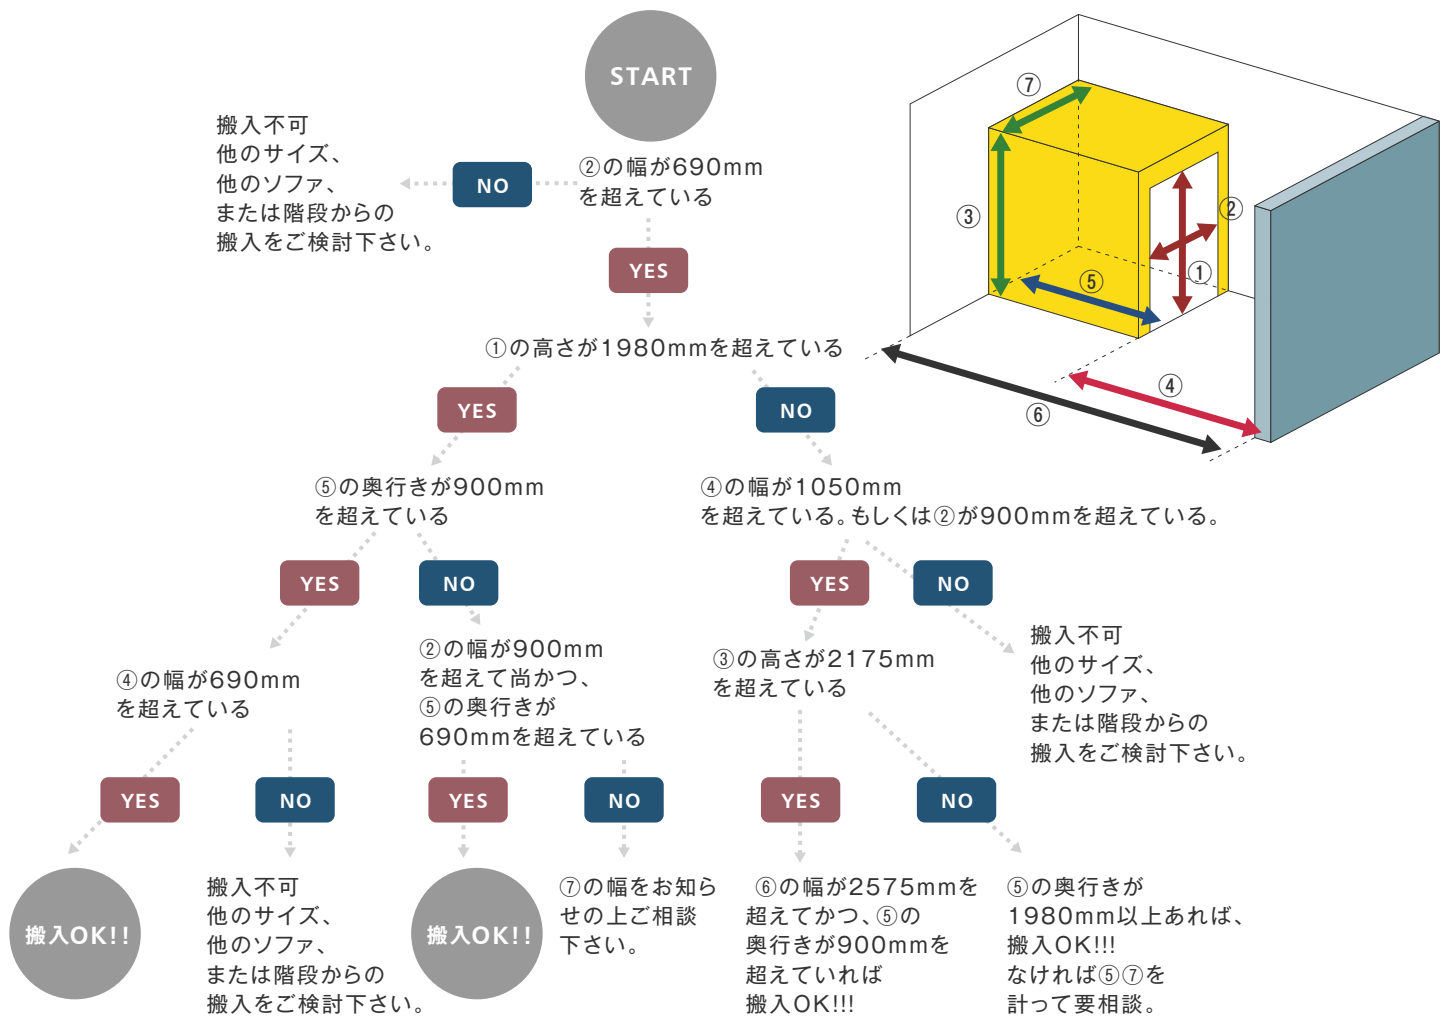 START
②の幅が690mm
を超えている
NO
搬入不可
他のサイズ、
他のソファ、
または階段からの
搬入をご検討下さい。
YES
①の高さが1980mmを超えている
YES
NO
⑤の奥行きが900mm
を超えている
④の幅が1050mm
を超えている。もしくは②が900mmを超えている。
YES
NO
YES
NO
④の幅が690mm
を超えている
②の幅が900mm
を超えて尚かつ、
⑤の奥行きが
690mmを超えている
③の高さが2175mm
を超えている
搬入不可
他のサイズ、
他のソファ、
または階段からの
搬入をご検討下さい。
YES
NO
YES
NO
YES
NO
搬入OK!!
搬入不可
他のサイズ、
他のソファ、
または階段からの
搬入をご検討下さい。
搬入OK!!
⑦の幅をお知ら
せの上ご相談
下さい。
⑥の幅が2575mmを
超えてかつ、⑤の
奥行きが900mmを
超えていれば
搬入OK!!!
⑤の奥行きが
1980mm以上あれば、
搬入OK!!!
なければ⑤⑦を
計って要相談。
⑦
③
②
①
⑤
④
⑥